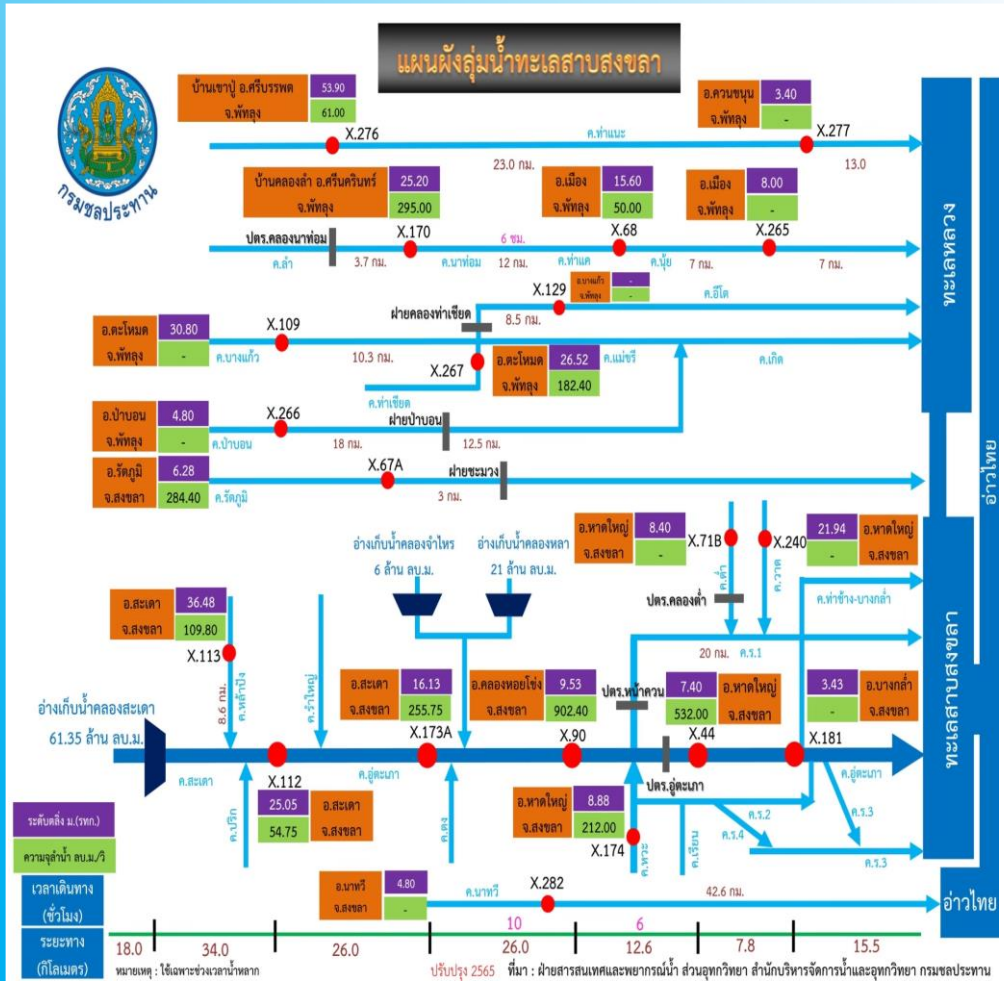 แผนผังลุ่มน้ำทะเลสาบสงขลา
กรมชลประทาน
บ้านเขาปู่ อ.ศรีบรรพต 53.90
จ.พัทลุง 61.00
X.276
ค.ท่าแนะ
23.0 กม.
อ.ควนขนุน 3.40
จ.พัทลุง -
X.277
13.0
บ้านคลองลำ อ.ศรีนครินทร์ 25.20
จ.พัทลุง 295.00
อ.เมือง 15.60
จ.พัทลุง 50.00
อ.เมือง 8.00
จ.พัทลุง -
ปตร.คลองนาท่อม
X.170
6 ชม.
X.68
X.265
ค.ลำ
3.7 กม.
ค.นาท่อม
12 กม.
ค.ท่าแค
ค.นุ้ย
7 กม.
7 กม.
ทะเลหลวง
อ.บางแก้ว -
จ.พัทลุง -
X.129
ค.อีโต
ฝายคลองท่าเชียด
8.5 กม.
อ.ตะโหมด 30.80
จ.พัทลุง -
X.109
ค.บางแก้ว
10.3 กม.
X.267
อ.ตะโหมด 26.52
จ.พัทลุง 182.40
ค.แม่ขรี
ค.เกิด
ค.ท่าเชียด
อ.ป่าบอน 4.80
จ.พัทลุง -
X.266
ค.ป่าบอน
18 กม.
ฝายป่าบอน
12.5 กม.
อ.รัตภูมิ 6.28
จ.สงขลา 284.40
X.67A
ฝายชะมวง
ค.รัตภูมิ
3 กม.
อ่าวไทย
อ.หาดใหญ่ 8.40
จ.สงขลา -
X.71B
X.240
21.94 อ.หาดใหญ่
- จ.สงขลา
ค.ต่ำ
ค.วาด
ปตร.คลองต่ำ
ค.ท่าช้าง-บางกล่ำ
20 กม.
ค.ร.1
อ่างเก็บน้ำคลองจำไหร
6 ล้าน ลบ.ม.
อ่างเก็บน้ำคลองหลา
21 ล้าน ลบ.ม.
อ.สะเดา 36.48
จ.สงขลา 109.80
X.113
8.6 กม.
ค.หล้าปัง
ค.รำใหญ่
อ.สะเดา 16.13
จ.สงขลา 255.75
อ.คลองหอยโข่ง 9.53
จ.สงขลา 902.40
ปตร.หน้าควน
7.40 อ.หาดใหญ่
532.00 จ.สงขลา
3.43 อ.บางกล่ำ
- จ.สงขลา
ทะเลสาบสงขลา
อ่างเก็บน้ำคลองสะเดา
61.35 ล้าน ลบ.ม.
X.173A
X.90
X.44
X.181
ค.สะเดา
X.112
ค.อู่ตะเภา
ปตร.อู่ตะเภา
ค.อู่ตะเภา
ค.ปริก
25.05 อ.สะเดา
54.75 จ.สงขลา
ค.ตง
อ.หาดใหญ่ 8.88
จ.สงขลา 212.00
X.174
ค.หวะ
ค.เรียน
ค.ร.2
ค.ร.4
ค.ร.3
ค.ร.3
ระดับตลิ่ง ม.(รทก.)
ความจุลำน้ำ ลบ.ม./วิ
อ.นาทวี 4.80
จ.สงขลา -
ค.นาทวี
X.282
42.6 กม.
อ่าวไทย
เวลาเดินทาง
(ชั่วโมง)
10 6
ระยะทาง
(กิโลเมตร)
18.0 34.0 26.0 26.0 12.6 7.8 15.5
หมายเหตุ : ใช้เฉพาะช่วงเวลาน้ำหลาก
ปรับปรุง 2565 ที่มา : ฝ่ายสารสนเทศและพยากรณ์น้ำ ส่วนอุทกวิทยา สำนักบริหารจัดการน้ำและอุทกวิทยา กรมชลประทาน